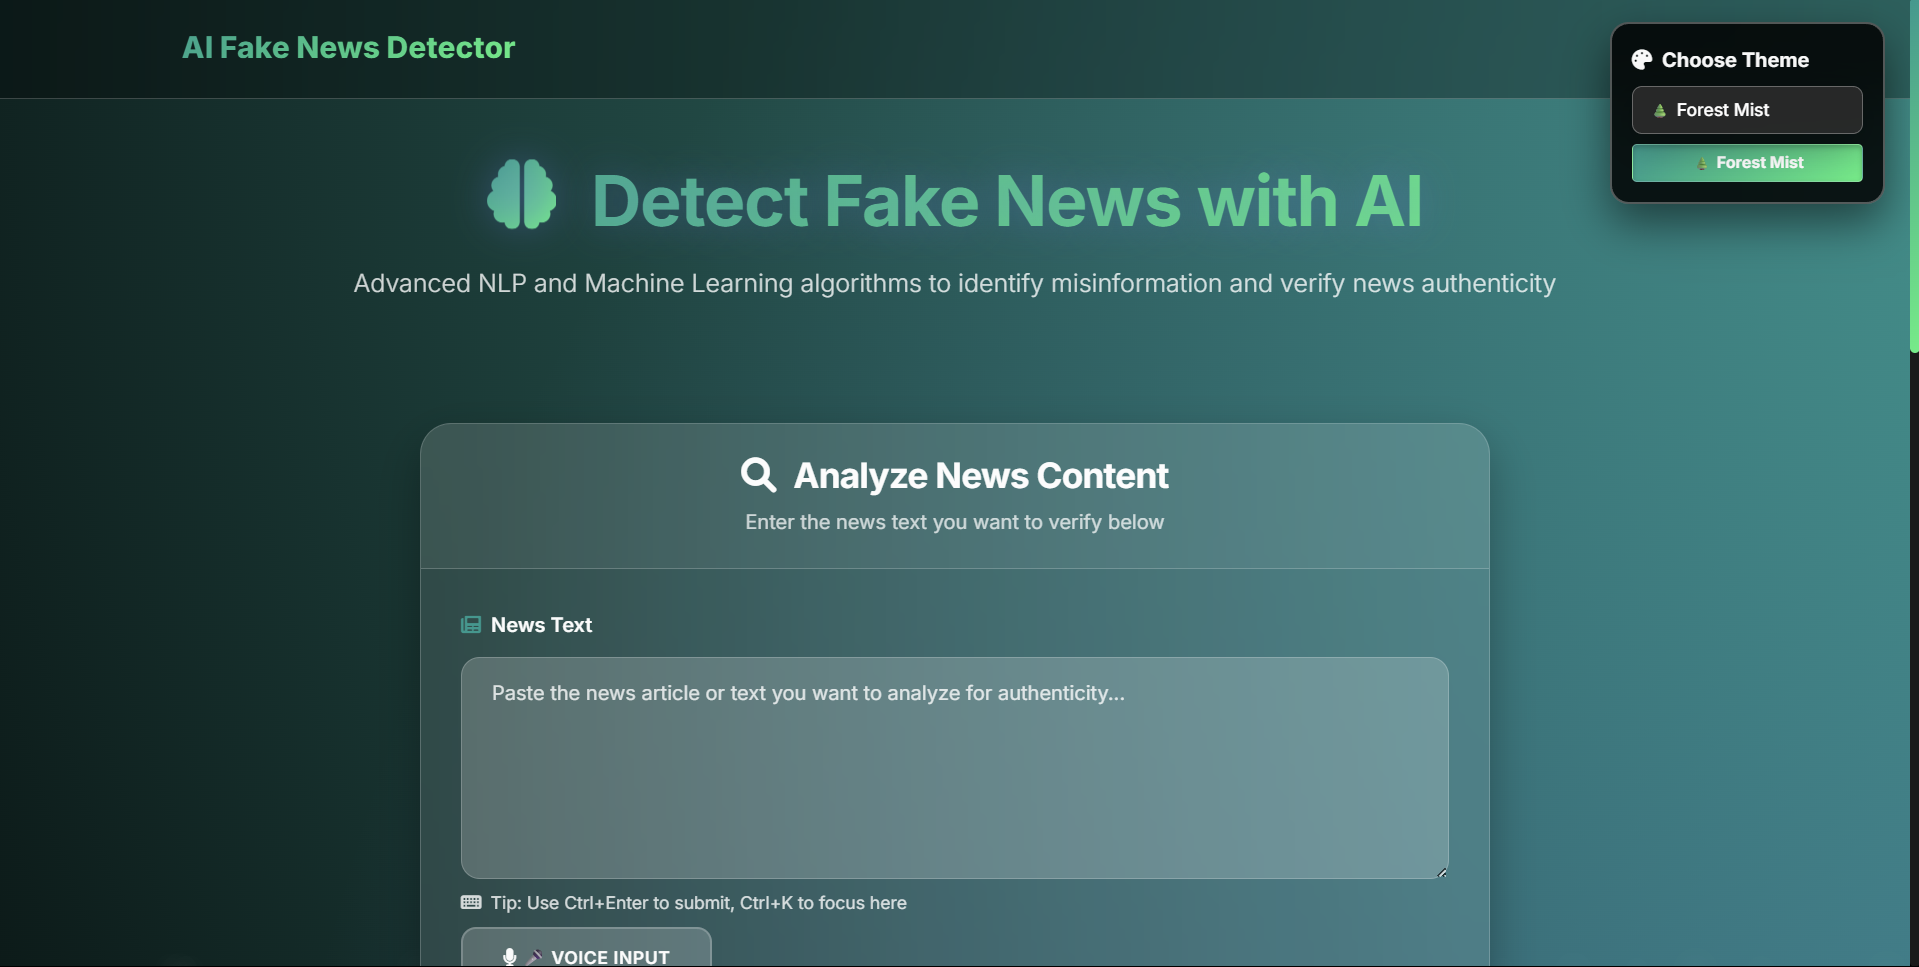 AI Fake News Detector
Choose Theme
Forest Mist
Forest Mist
Detect Fake News with AI
Advanced NLP and Machine Learning algorithms to identify misinformation and verify news authenticity
Analyze News Content
Enter the news text you want to verify below
News Text
Paste the news article or text you want to analyze for authenticity...
Tip: Use Ctrl+Enter to submit, Ctrl+K to focus here
VOICE INPUT